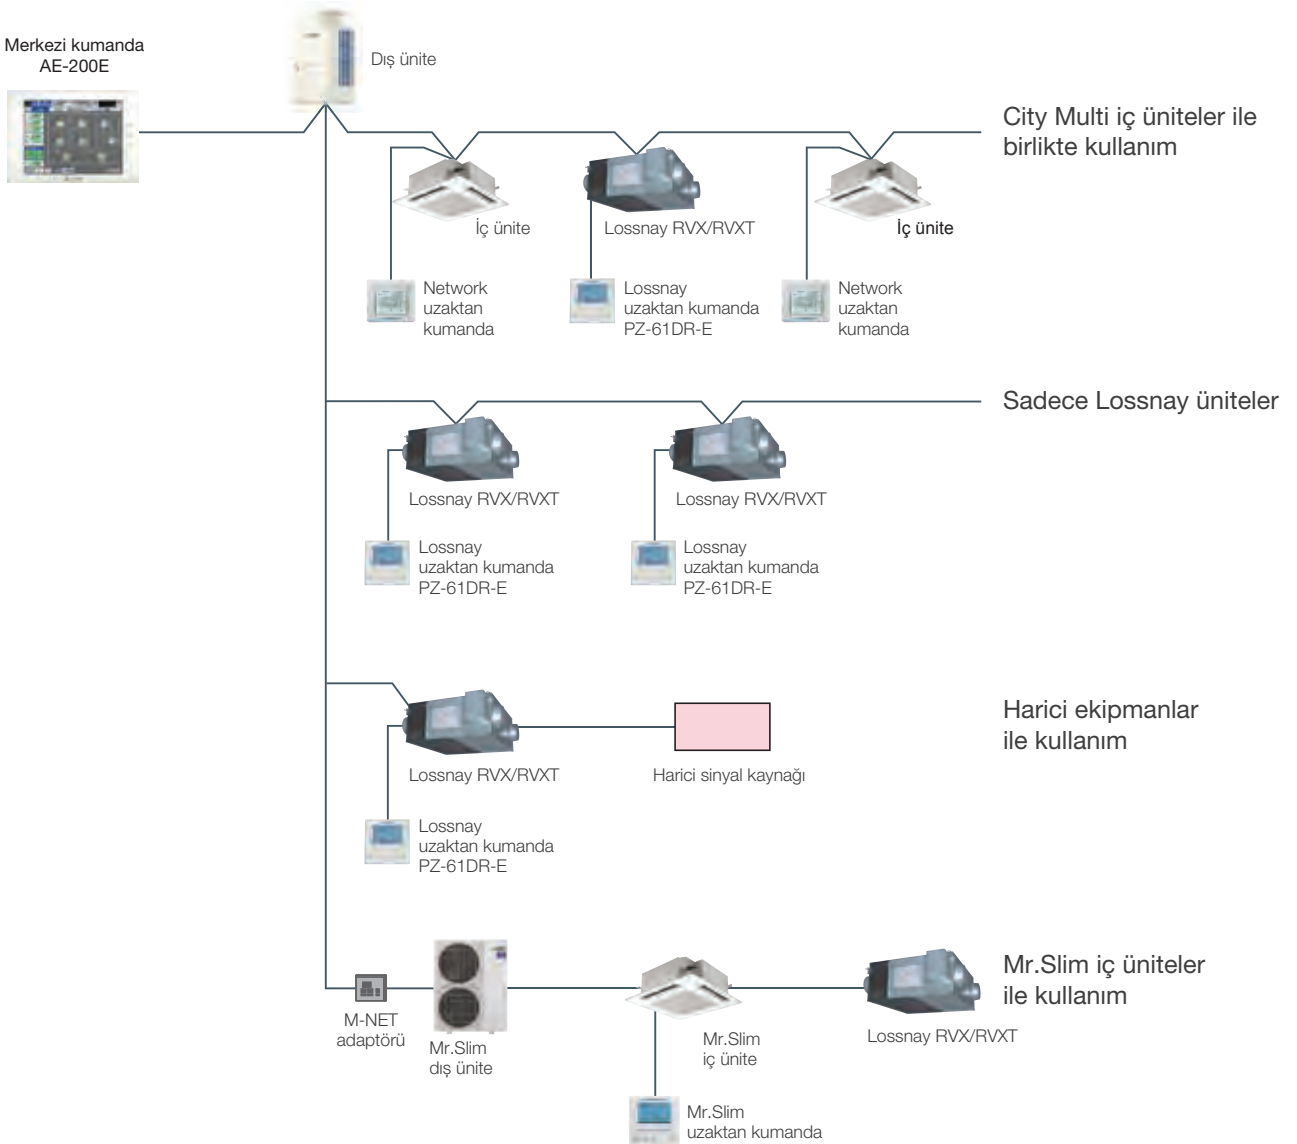 Merkezi kumanda
AE-200E
Dış ünite
City Multi iç üniteler ile
birlikte kullanım
İç ünite
Lossnay RVX/RVXT
İç ünite
Network
uzaktan
kumanda
Lossnay
uzaktan kumanda
PZ-61DR-E
Network
uzaktan
kumanda
Sadece Lossnay üniteler
Lossnay RVX/RVXT
Lossnay RVX/RVXT
Lossnay
uzaktan kumanda
PZ-61DR-E
Lossnay
uzaktan kumanda
PZ-61DR-E
Harici ekipmanlar
ile kullanım
Lossnay RVX/RVXT
Harici sinyal kaynağı
Lossnay
uzaktan kumanda
PZ-61DR-E
Mr.Slim iç üniteler
ile kullanım
M-NET
adaptörü
Mr.Slim
dış ünite
Mr.Slim
iç ünite
Lossnay RVX/RVXT
Mr.Slim
uzaktan kumanda